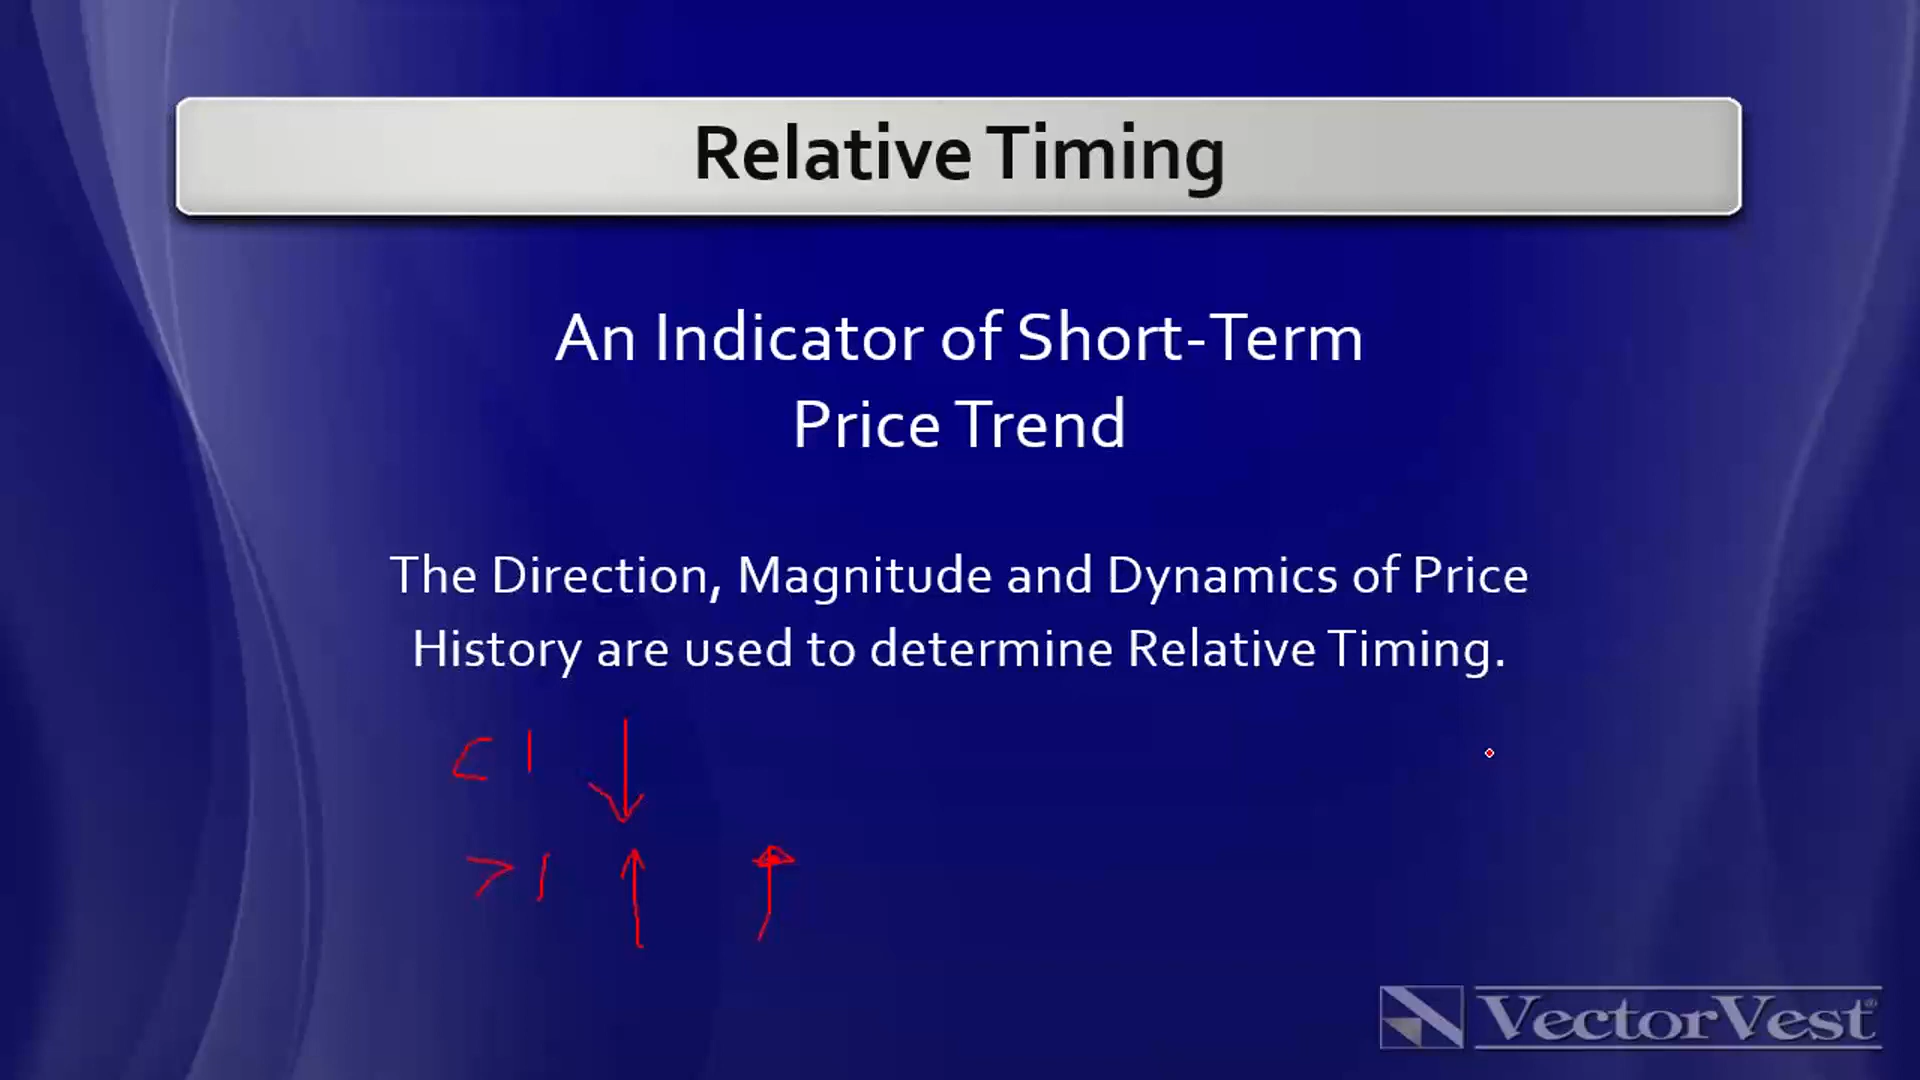 Relative Timing
An Indicator of Short-Term
Price Trend
The Direction, Magnitude and Dynamics of Price
History are used to determine Relative Timing.
< 1 ↓
> 1 ↑ ↑
VectorVest®